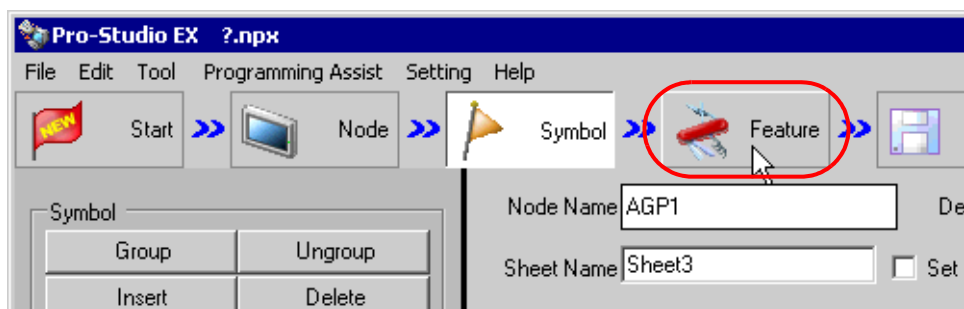 Pro-Studio EX ?.npx
File Edit Tool Programming Assist Setting Help
NEW Start Node Symbol Feature
Symbol
Node Name AGP1 De
Group Ungroup
Sheet Name Sheet3 Set
Insert Delete